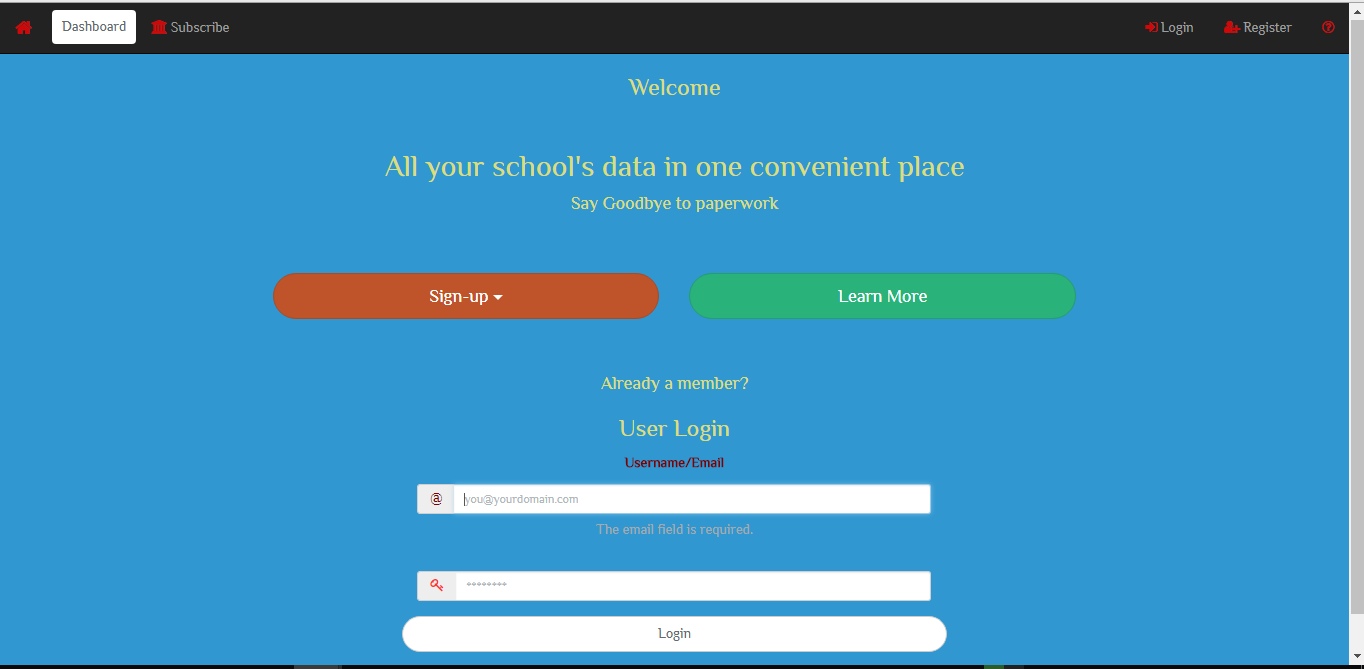 Dashboard Subscribe Login Register
Welcome
All your school's data in one convenient place
Say Goodbye to paperwork
Sign-up Learn More
Already a member?
User Login
Username/Email
@ you@yourdomain.com
The email field is required.
********
Login